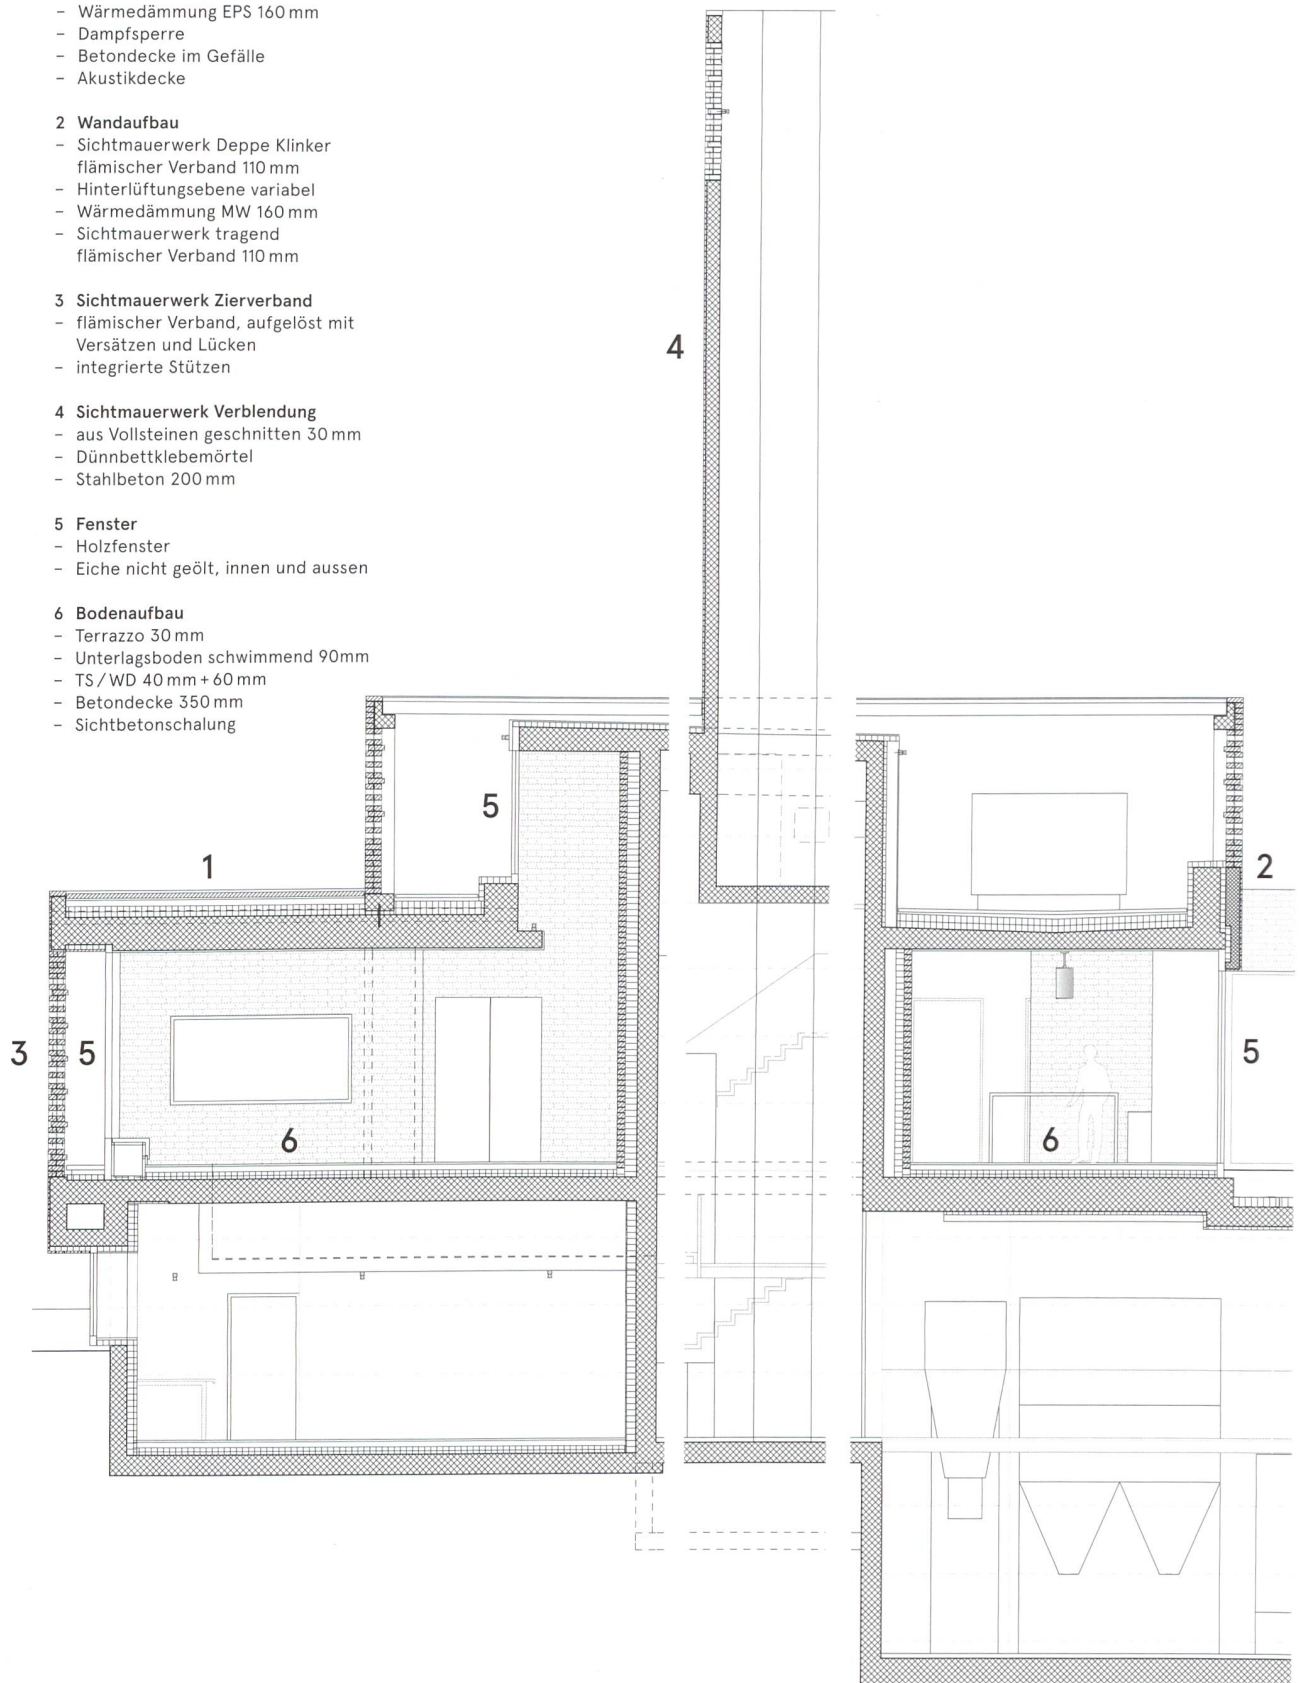 – Wärmedämmung EPS 160 mm
– Dampfsperre
– Betondecke im Gefälle
– Akustikdecke
2 Wandaufbau
– Sichtmauerwerk Deppe Klinker
flämischer Verband 110 mm
– Hinterlüftungsebene variabel
– Wärmedämmung MW 160 mm
– Sichtmauerwerk tragend
flämischer Verband 110 mm
3 Sichtmauerwerk Zierverband
– flämischer Verband, aufgelöst mit
Versätzen und Lücken
– integrierte Stützen
4 Sichtmauerwerk Verblendung
– aus Vollsteinen geschnitten 30 mm
– Dünnbettklebemörtel
– Stahlbeton 200 mm
5 Fenster
– Holzfenster
– Eiche nicht geölt, innen und aussen
6 Bodenaufbau
– Terrazzo 30 mm
– Unterlagsboden schwimmend 90mm
– TS / WD 40 mm + 60 mm
– Betondecke 350 mm
– Sichtbetonschalung
4
5
1
2
3
5
5
6
6